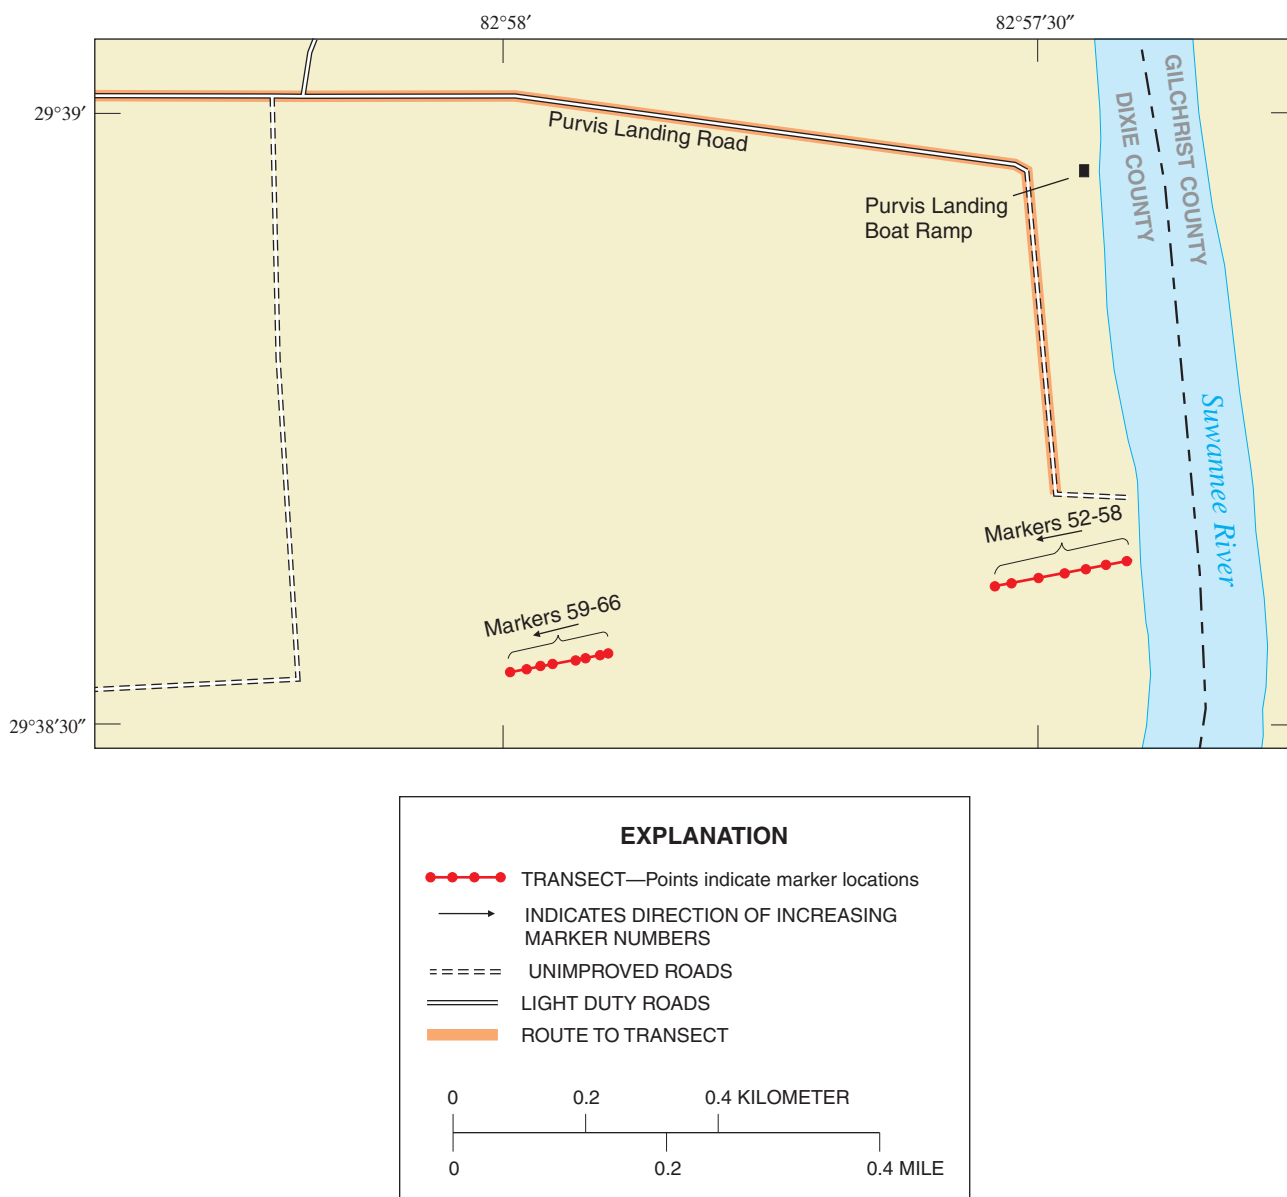 82°58′
82°57′30″
29°39′
Purvis Landing Road
GILCHRIST COUNTY
DIXIE COUNTY
Purvis Landing
Boat Ramp
Suwannee River
Markers 52-58
Markers 59-66
29°38′30″
EXPLANATION
TRANSECT—Points indicate marker locations
INDICATES DIRECTION OF INCREASING
MARKER NUMBERS
UNIMPROVED ROADS
LIGHT DUTY ROADS
ROUTE TO TRANSECT
0 0.2 0.4 KILOMETER
0 0.2 0.4 MILE